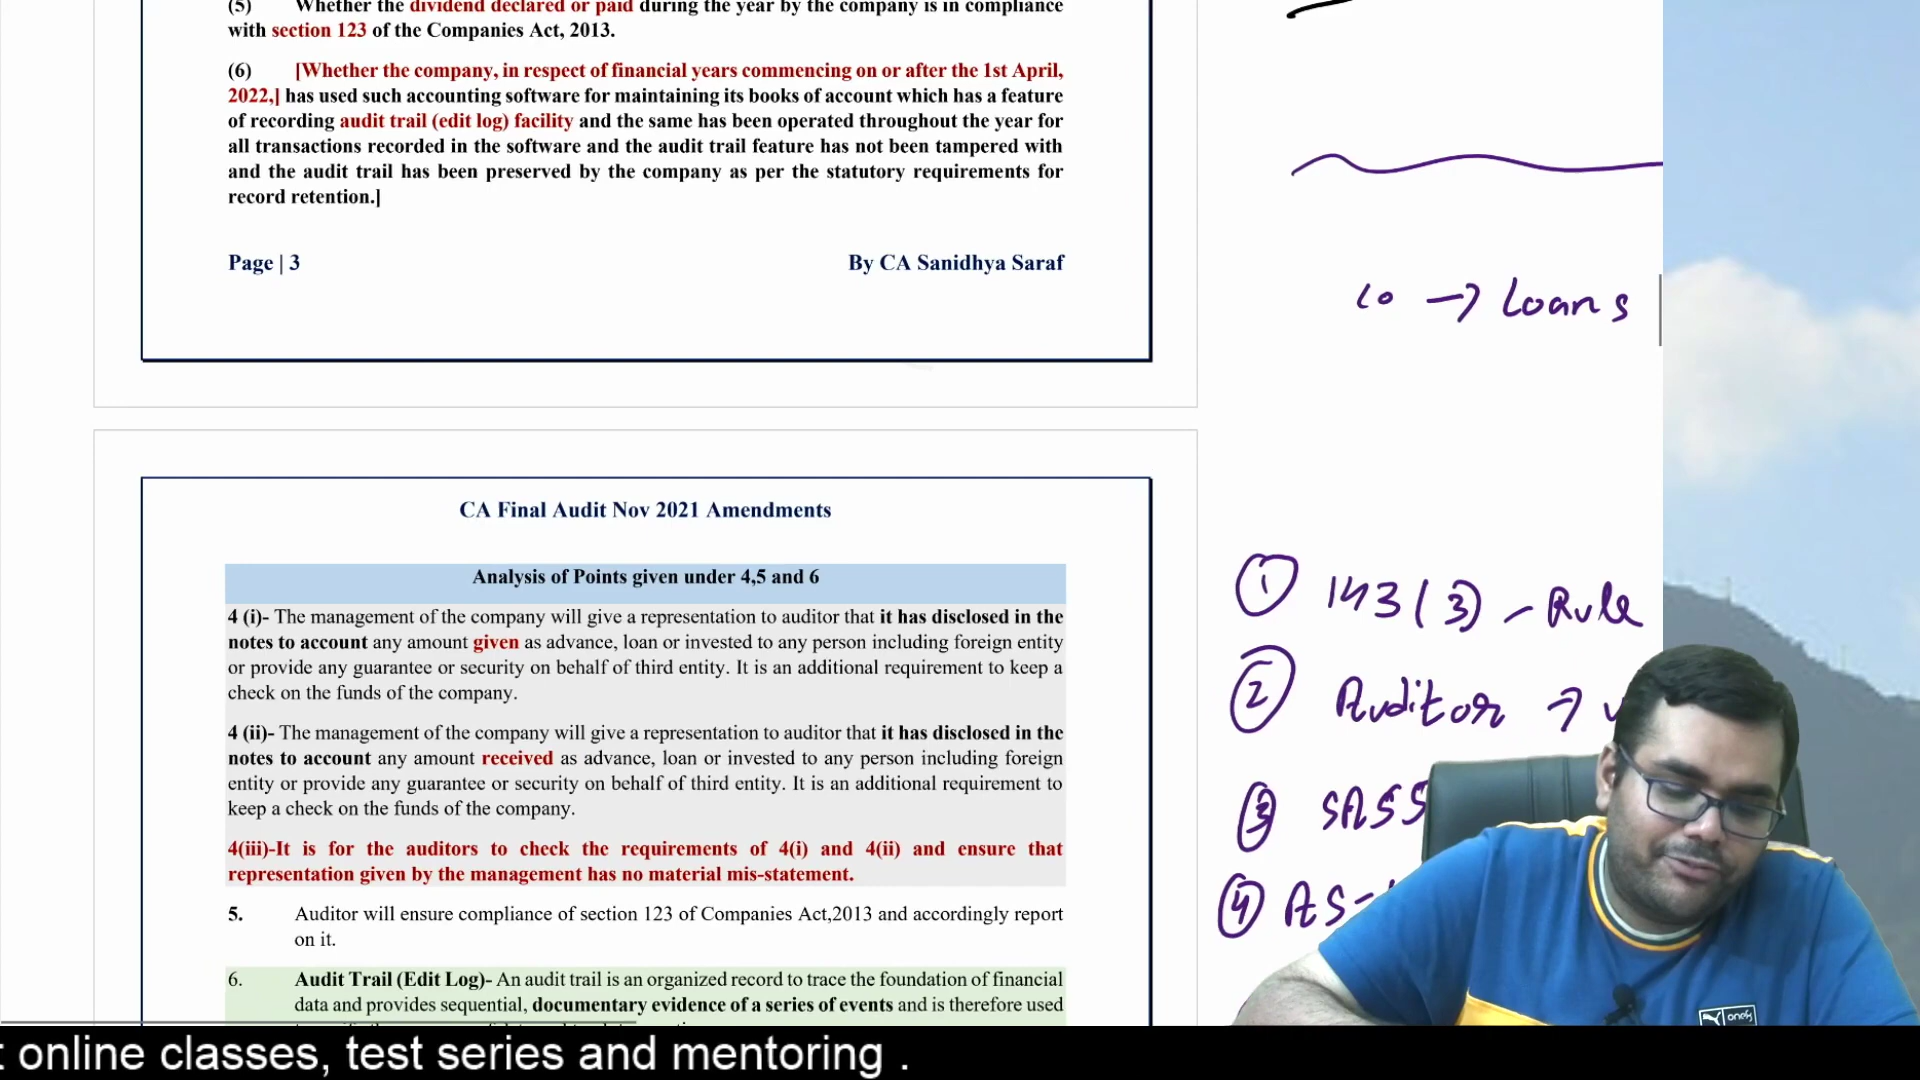 (5) Whether the dividend declared or paid during the year by the company is in compliance
with section 123 of the Companies Act, 2013.
(6) [Whether the company, in respect of financial years commencing on or after the 1st April,
2022,] has used such accounting software for maintaining its books of account which has a feature
of recording audit trail (edit log) facility and the same has been operated throughout the year for
all transactions recorded in the software and the audit trail feature has not been tampered with
and the audit trail has been preserved by the company as per the statutory requirements for
record retention.]
Page | 3 By CA Sanidhya Saraf
→ Loans
CA Final Audit Nov 2021 Amendments
Analysis of Points given under 4,5 and 6
4 (i)- The management of the company will give a representation to auditor that it has disclosed in the
notes to account any amount given as advance, loan or invested to any person including foreign entity
or provide any guarantee or security on behalf of third entity. It is an additional requirement to keep a
check on the funds of the company.
4 (ii)- The management of the company will give a representation to auditor that it has disclosed in the
notes to account any amount received as advance, loan or invested to any person including foreign
entity or provide any guarantee or security on behalf of third entity. It is an additional requirement to
keep a check on the funds of the company.
4(iii)-It is for the auditors to check the requirements of 4(i) and 4(ii) and ensure that
representation given by the management has no material mis-statement.
5. Auditor will ensure compliance of section 123 of Companies Act,2013 and accordingly report
on it.
6. Audit Trail (Edit Log)- An audit trail is an organized record to trace the foundation of financial
data and provides sequential, documentary evidence of a series of events and is therefore used
① 143(3) - Rule
② Auditor →
③ SASS
④ AS-
online classes, test series and mentoring .